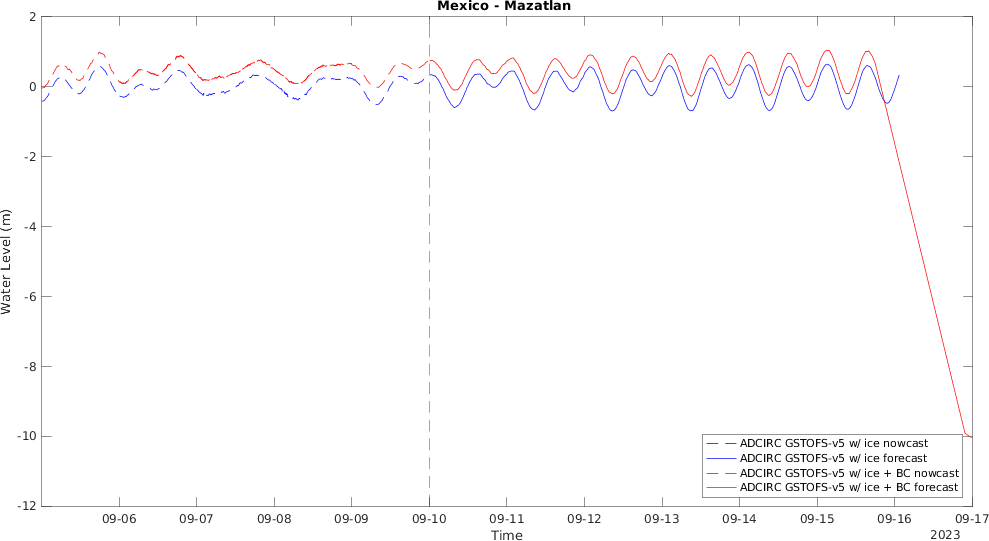 Mexico - Mazatlan
2
0
-2
-4
-6
-8
-10
-12
Water Level (m)
ADCIRC GSTOFS-v5 w/ ice nowcast
ADCIRC GSTOFS-v5 w/ ice forecast
ADCIRC GSTOFS-v5 w/ ice + BC nowcast
ADCIRC GSTOFS-v5 w/ ice + BC forecast
09-06 09-07 09-08 09-09 09-10 09-11 09-12 09-13 09-14 09-15 09-16 09-17
Time
2023